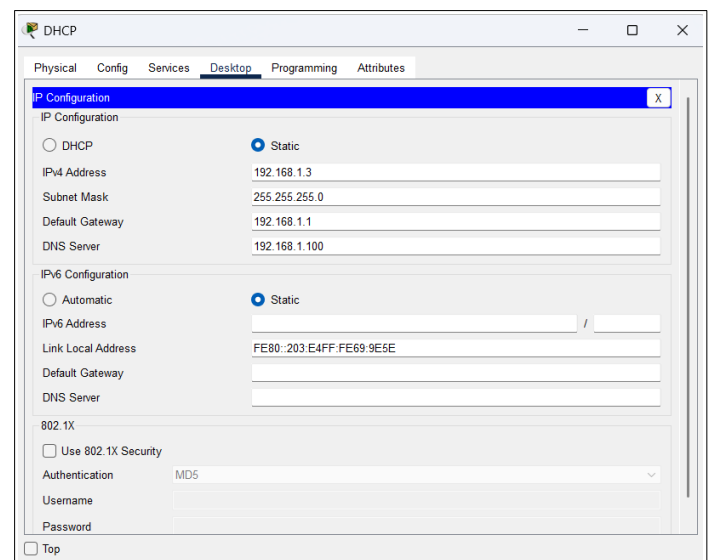 DHCP
Physical Config Services Desktop Programming Attributes
IP Configuration X
IP Configuration
DHCP Static
IPv4 Address 192.168.1.3
Subnet Mask 255.255.255.0
Default Gateway 192.168.1.1
DNS Server 192.168.1.100
IPv6 Configuration
Automatic Static
IPv6 Address /
Link Local Address FE80::203:E4FF:FE69:9E5E
Default Gateway
DNS Server
802.1X
Use 802.1X Security
Authentication MD5
Username
Password
Top